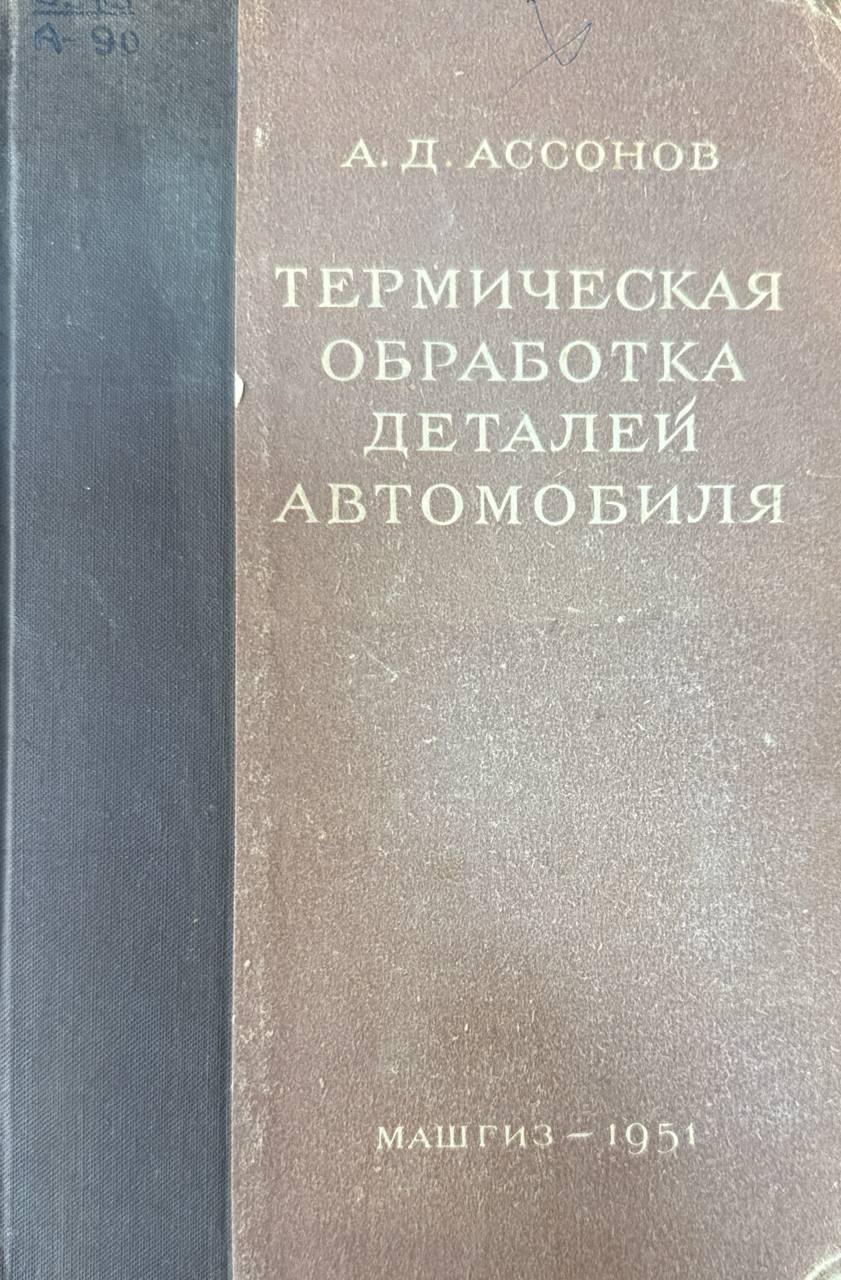 А-90
А. Д. АССОНОВ
ТЕРМИЧЕСКАЯ
ОБРАБОТКА
ДЕТАЛЕЙ
АВТОМОБИЛЯ
МАШГИЗ — 1951